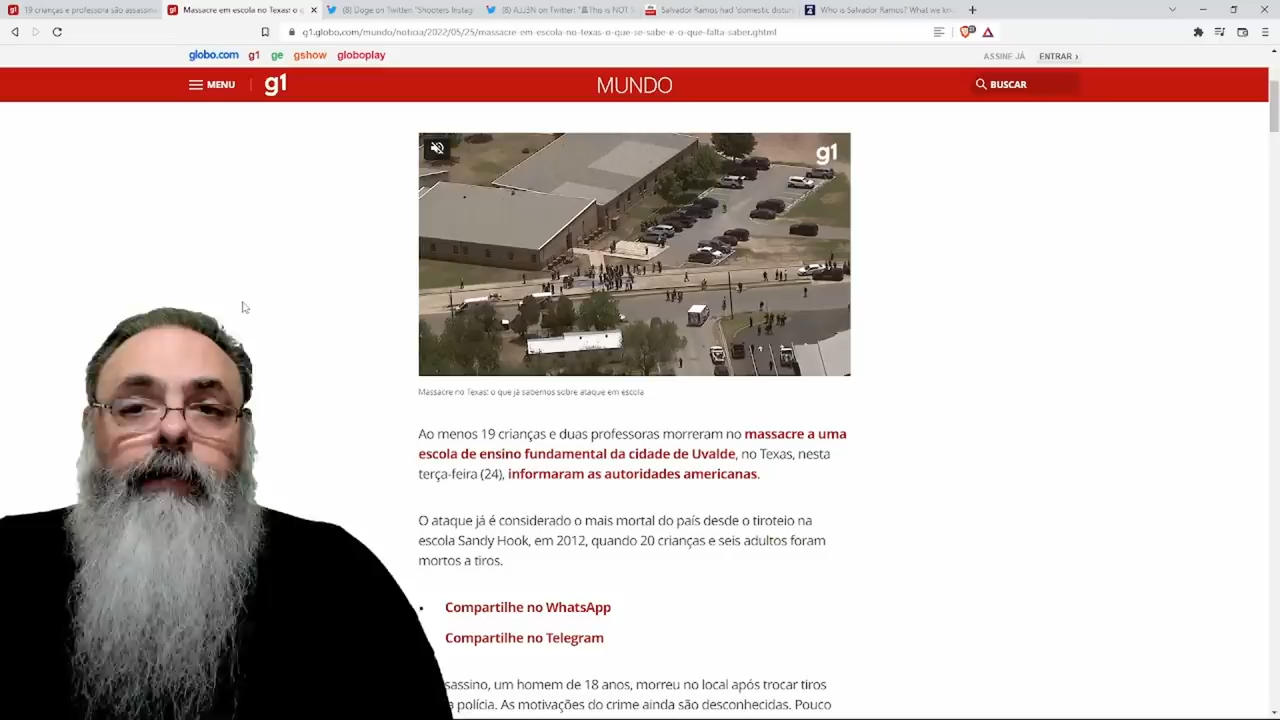 19 crianças e professora são assassin
Massacre em escola no Texas: o q
(8) Doge on Twitter: "Shooters Instag
(8) AJJ3N on Twitter: "This is NOT S
Salvador Ramos had 'domestic distur
Who is Salvador Ramos? What we kno
g1.globo.com/mundo/noticia/2022/05/25/massacre-em-escola-no-texas-o-que-se-sabe-e-o-que-falta-saber.ghtml
globo.com g1 ge gshow globoplay
ASSINE JÁ ENTRAR ›
MENU g1 MUNDO BUSCAR
g1
Massacre no Texas: o que já sabemos sobre ataque em escola
Ao menos 19 crianças e duas professoras morreram no massacre a uma
escola de ensino fundamental da cidade de Uvalde, no Texas, nesta
terça-feira (24), informaram as autoridades americanas.
O ataque já é considerado o mais mortal do país desde o tiroteio na
escola Sandy Hook, em 2012, quando 20 crianças e seis adultos foram
mortos a tiros.
• Compartilhe no WhatsApp
Compartilhe no Telegram
sassino, um homem de 18 anos, morreu no local após trocar tiros
a polícia. As motivações do crime ainda são desconhecidas. Pouco